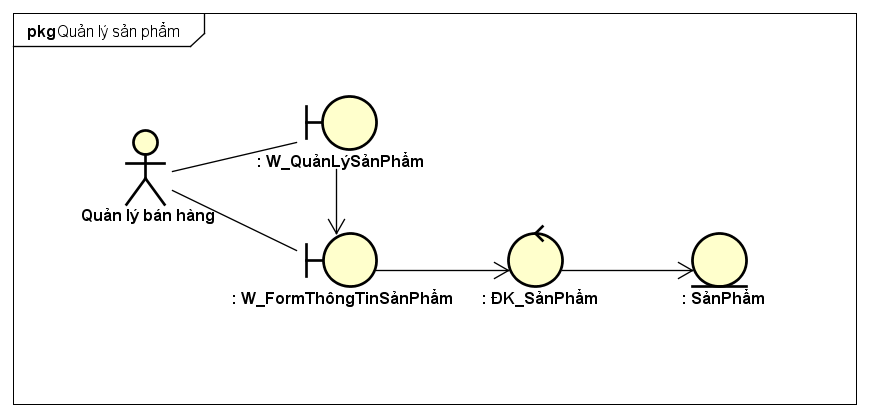 pkg Quản lý sản phẩm
: W_QuảnLýSảnPhẩm
Quản lý bán hàng
: W_FormThôngTinSảnPhẩm
: ĐK_SảnPhẩm
: SảnPhẩm